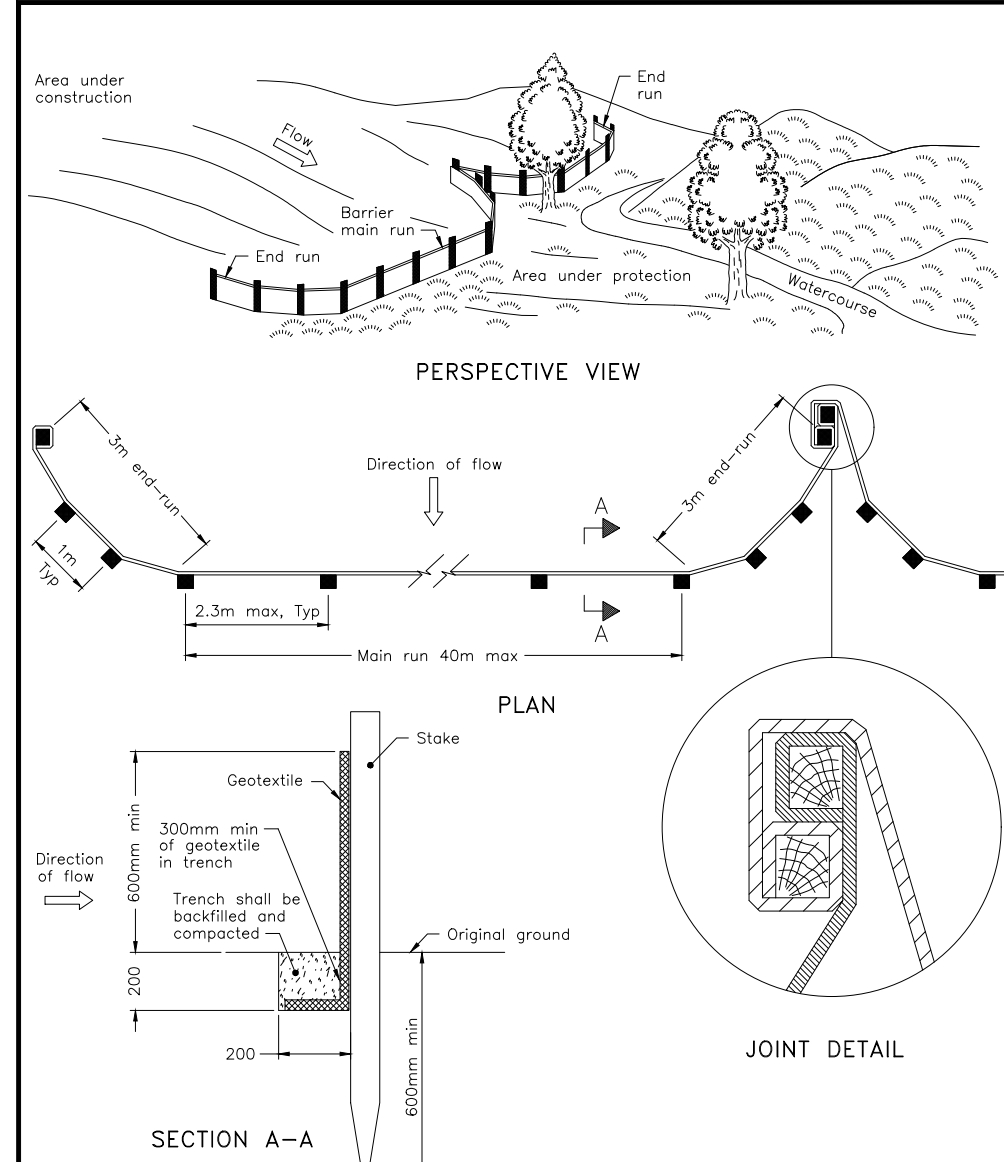 Area under
construction
Flow
End
run
Barrier
main run
End run
Area under protection
Watercourse
PERSPECTIVE VIEW
3m end-run
Direction of flow
3m end-run
A
1m
Typ
2.3m max, Typ
A
Main run 40m max
PLAN
Stake
Geotextile
600mm min
300mm min
of geotextile
in trench
Direction
of flow
Trench shall be
backfilled and
compacted
Original ground
200
200
600mm min
JOINT DETAIL
SECTION A-A